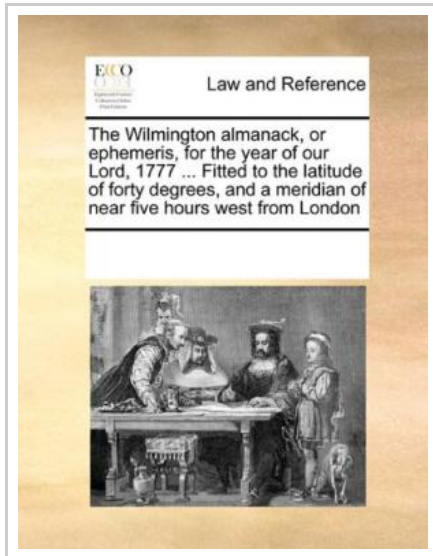 ECCO
Law and Reference
The Wilmington almanack, or
ephemeris, for the year of our
Lord, 1777 ... Fitted to the latitude
of forty degrees, and a meridian of
near five hours west from London